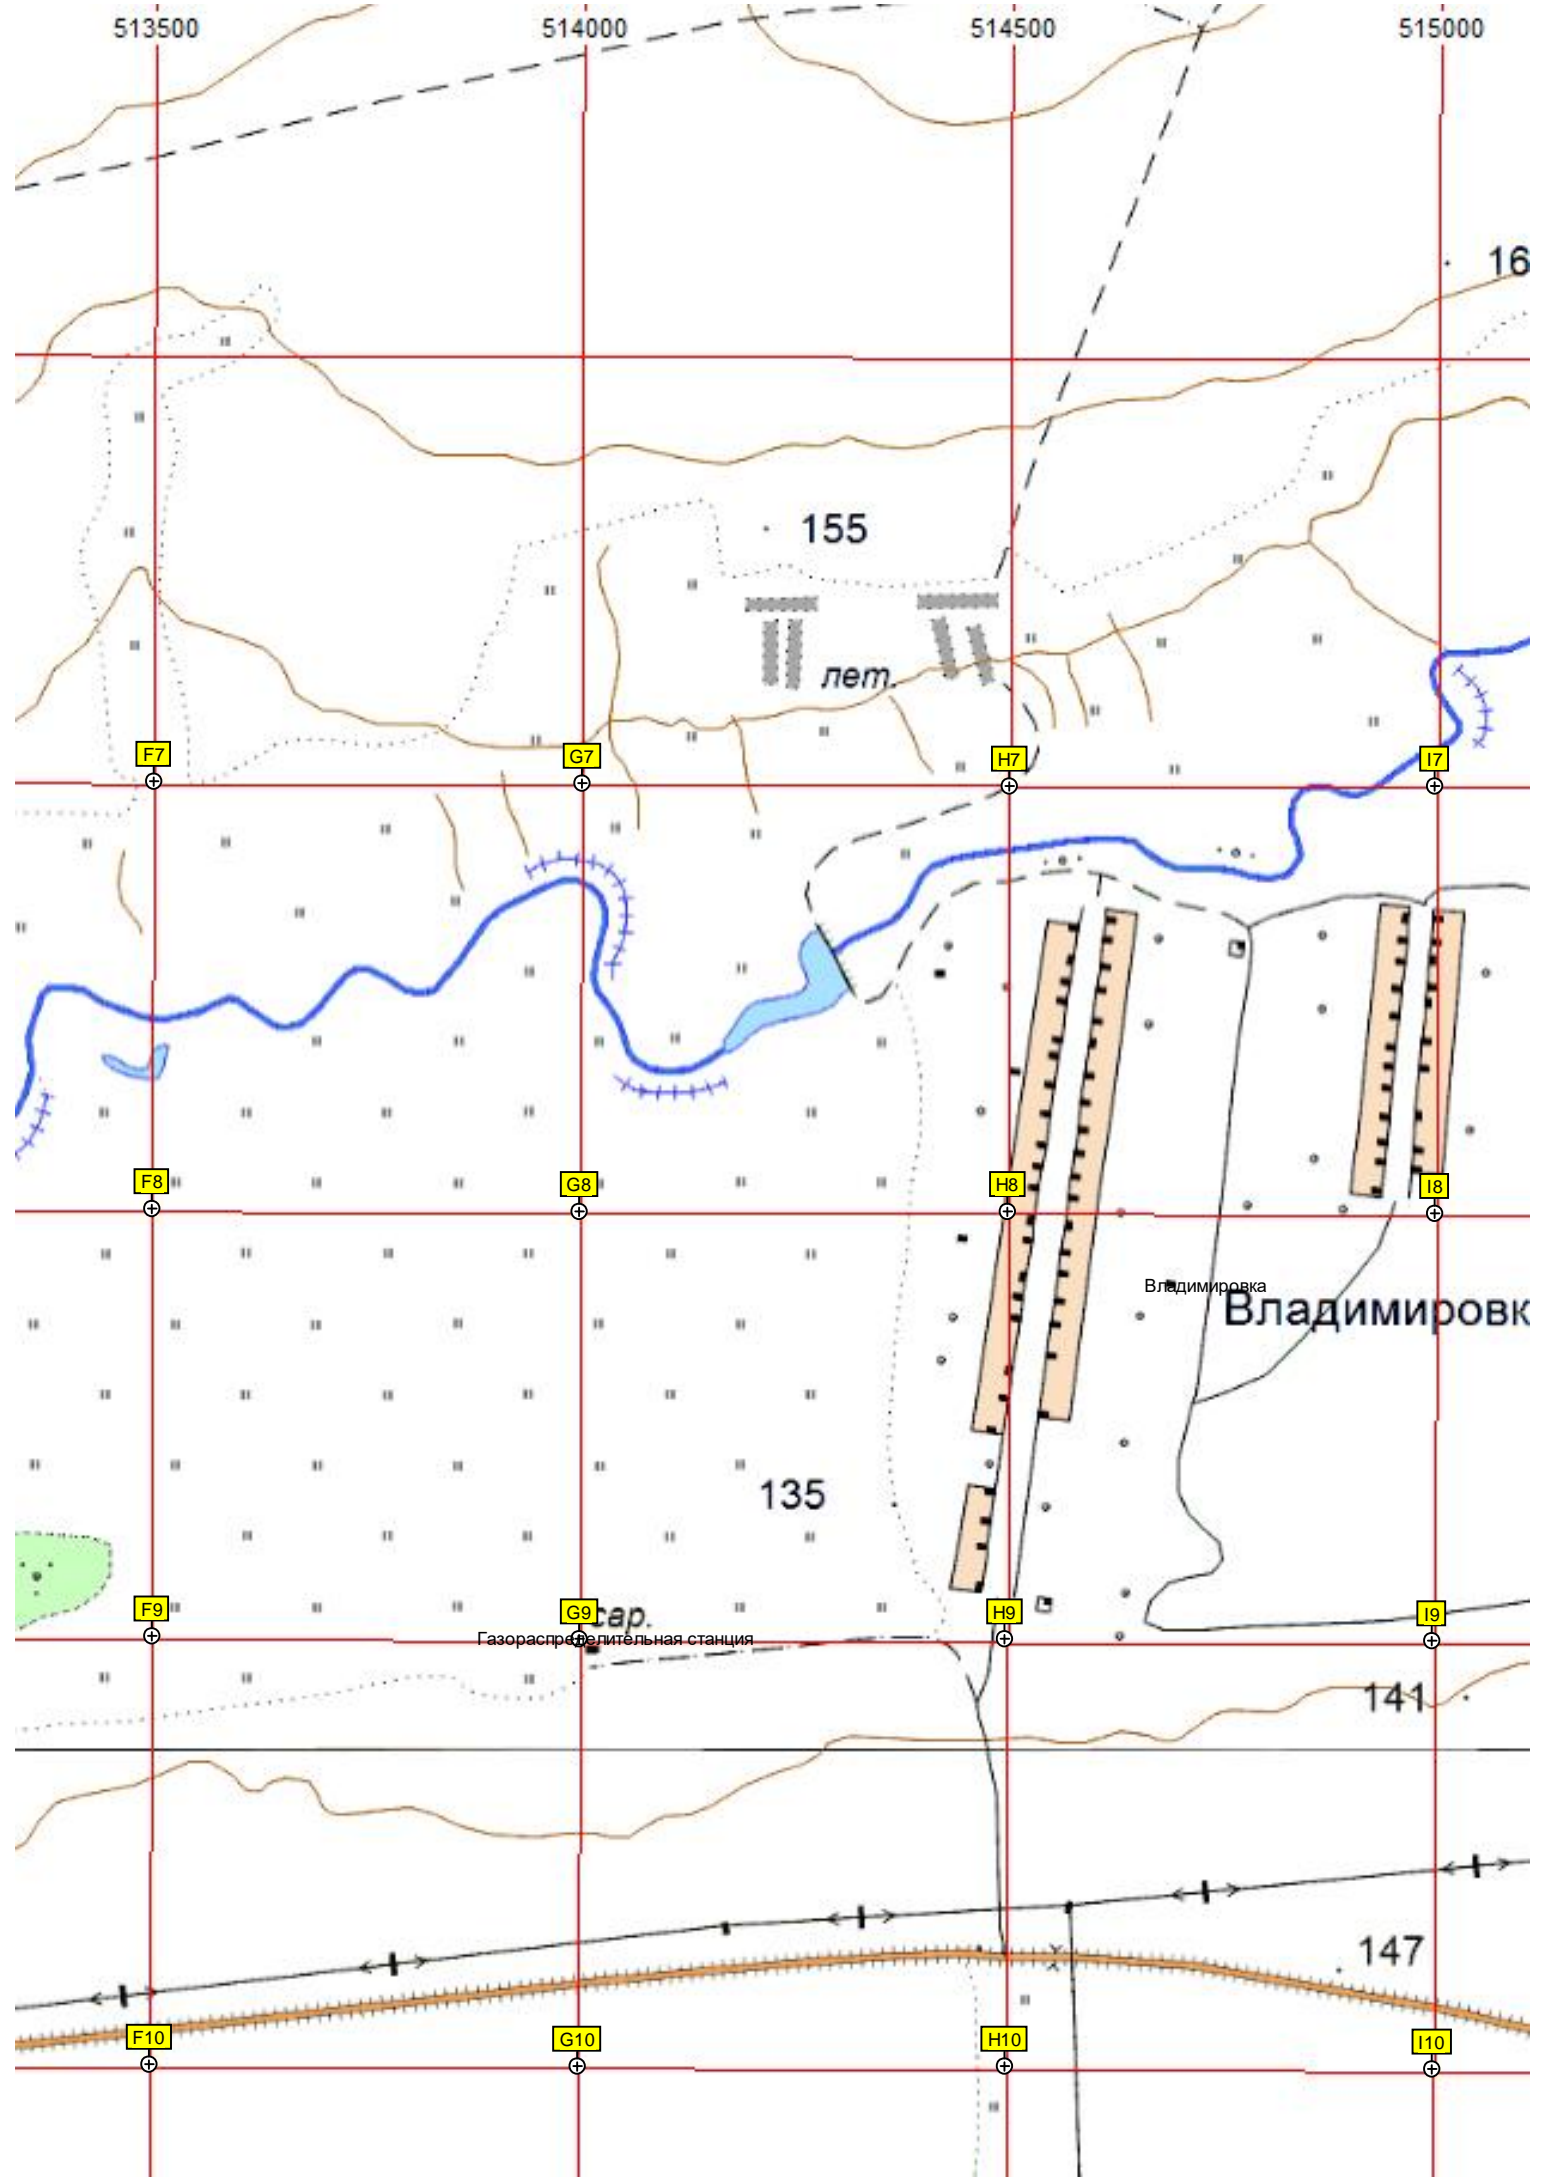 513500 514000 514500 515000
16
155
лет.
F7 G7 H7 I7
F8 G8 H8 I8
Владимировка
Владимировк
135
F9 G9 H9 I9
сар.
Газораспределительная станция
141
147
F10 G10 H10 I10